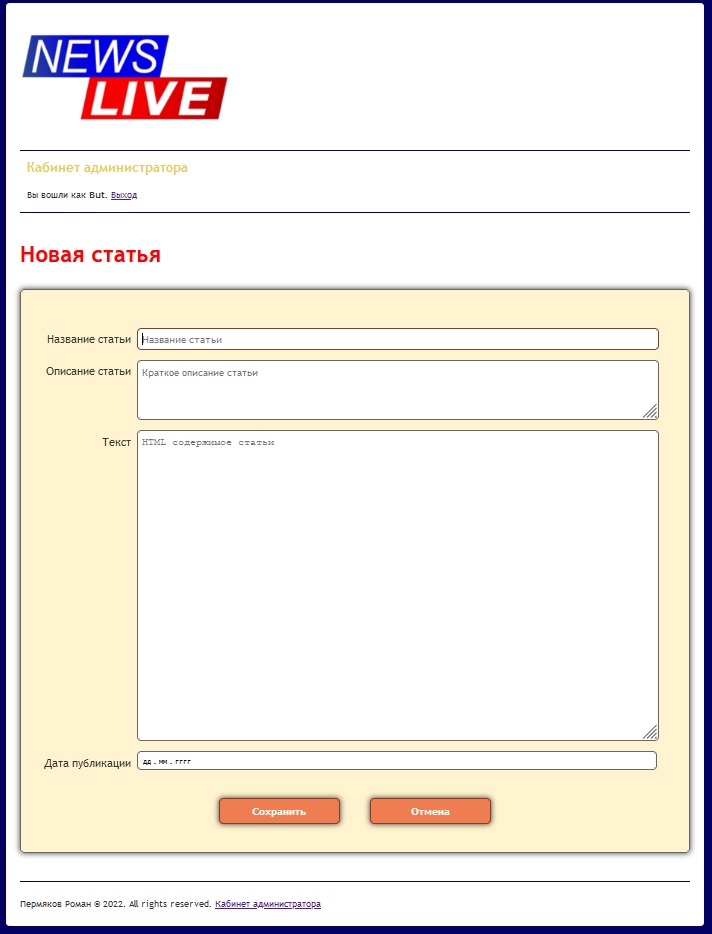 NEWS
LIVE
Кабинет администратора
Вы вошли как But. Выход
Новая статья
Название статьи Название статьи
Описание статьи Краткое описание статьи
Текст HTML содержимое статьи
Дата публикации дд.мм.гггг
Сохранить Отмена
Пермяков Роман © 2022. All rights reserved. Кабинет администратора